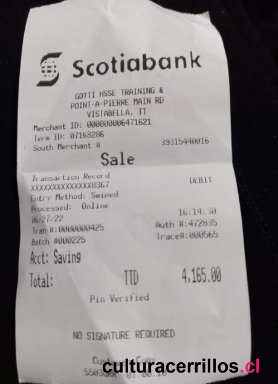 Scotiabank
GOTTI HSSE TRAINING &
POINT-A-PIERRE MAIN RD
VISTABELLA, TT
Merchant ID: 000000006471621
Term ID: 07168286
South Merchant # 39315440016
Sale
Transaction Record
XXXXXXXXXXXXXXX8367 DEBIT
Entry Method: Swiped
Processed: Online
06/27/22 16:14:30
Tran #:0000000425 Auth #:472835
Batch #000225 Trace#:000565
Acct: Saving
Total: TTD 4,165.00
Pin Verified
NO SIGNATURE REQUIRED
Customer Copy
culturacerrillos.cl